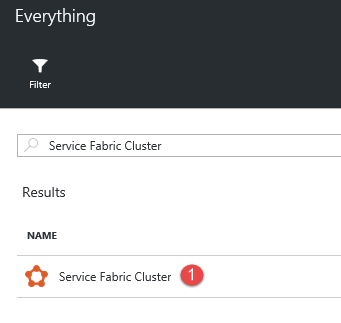 Everything
Filter
Service Fabric Cluster
Results
NAME
Service Fabric Cluster 1